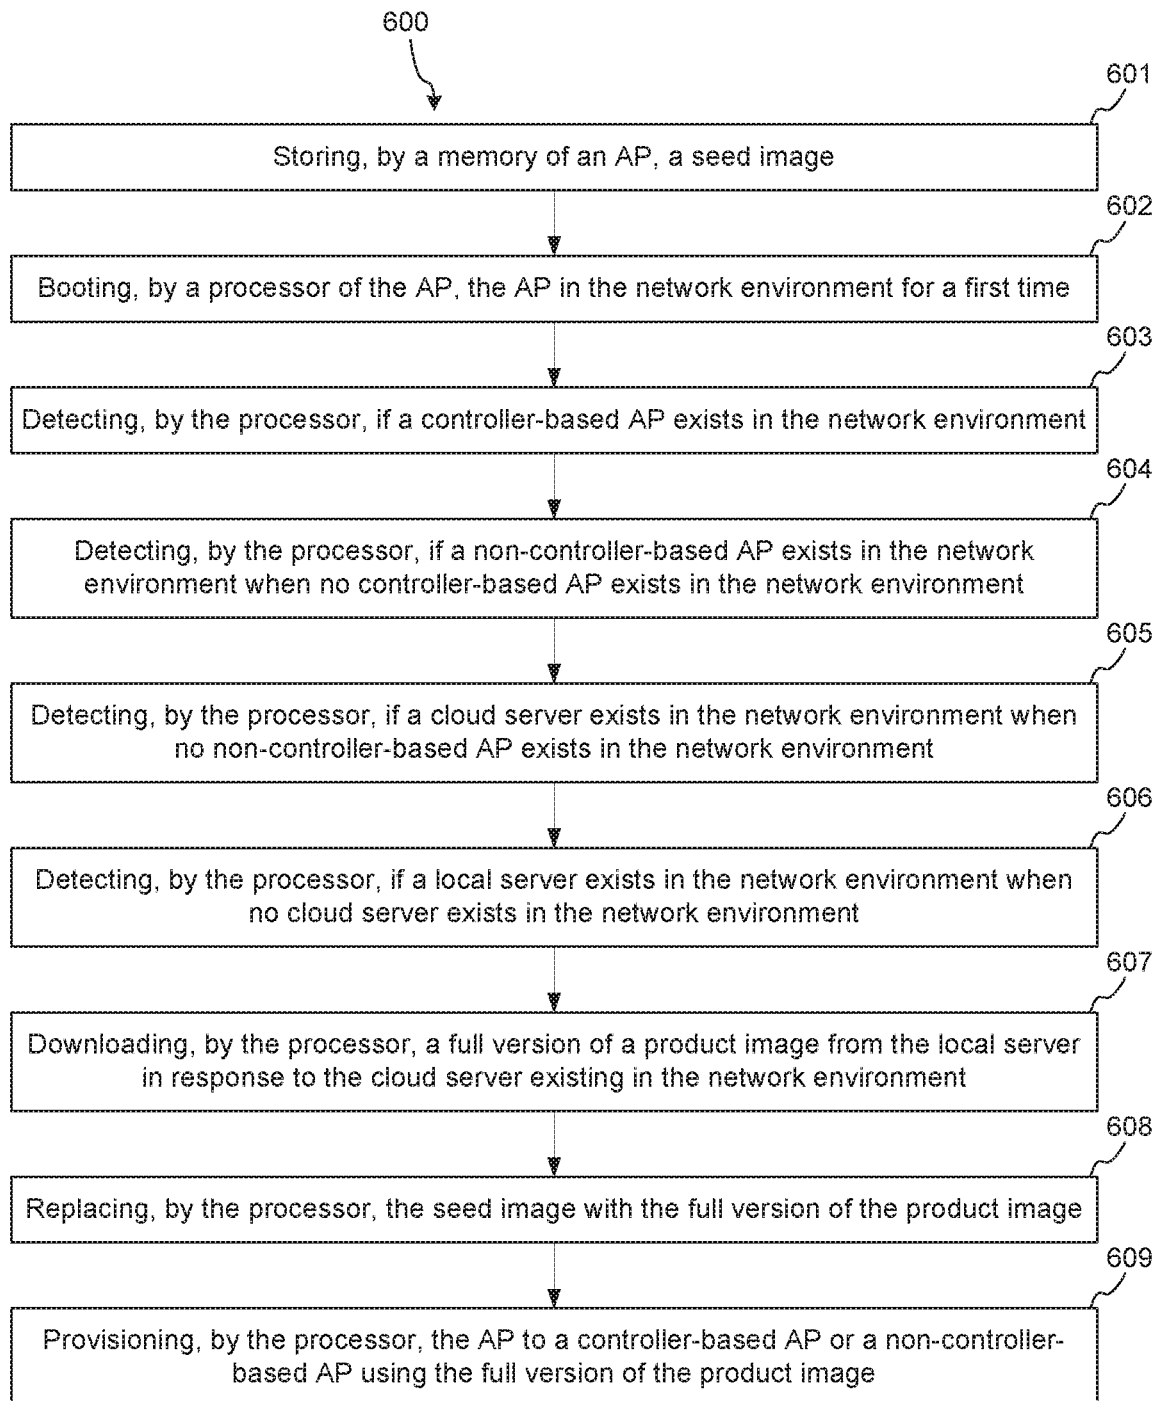 600
601
Storing, by a memory of an AP, a seed image
602
Booting, by a processor of the AP, the AP in the network environment for a first time
603
Detecting, by the processor, if a controller-based AP exists in the network environment
604
Detecting, by the processor, if a non-controller-based AP exists in the network
environment when no controller-based AP exists in the network environment
605
Detecting, by the processor, if a cloud server exists in the network environment when
no non-controller-based AP exists in the network environment
606
Detecting, by the processor, if a local server exists in the network environment when
no cloud server exists in the network environment
607
Downloading, by the processor, a full version of a product image from the local server
in response to the cloud server existing in the network environment
608
Replacing, by the processor, the seed image with the full version of the product image
609
Provisioning, by the processor, the AP to a controller-based AP or a non-controller-
based AP using the full version of the product image